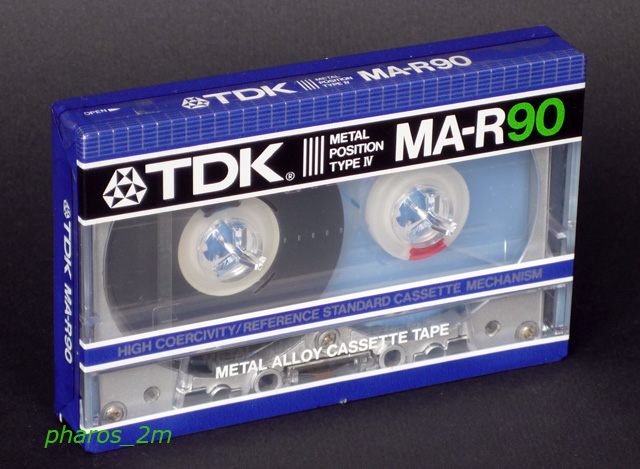 OPEN ▶
TDK METAL POSITION TYPE IV MA-R90
TDK® METAL POSITION TYPE IV MA-R90
TDK MA-R90
HIGH COERCIVITY/REFERENCE STANDARD CASSETTE MECHANISM
METAL ALLOY CASSETTE TAPE
pharos_2m